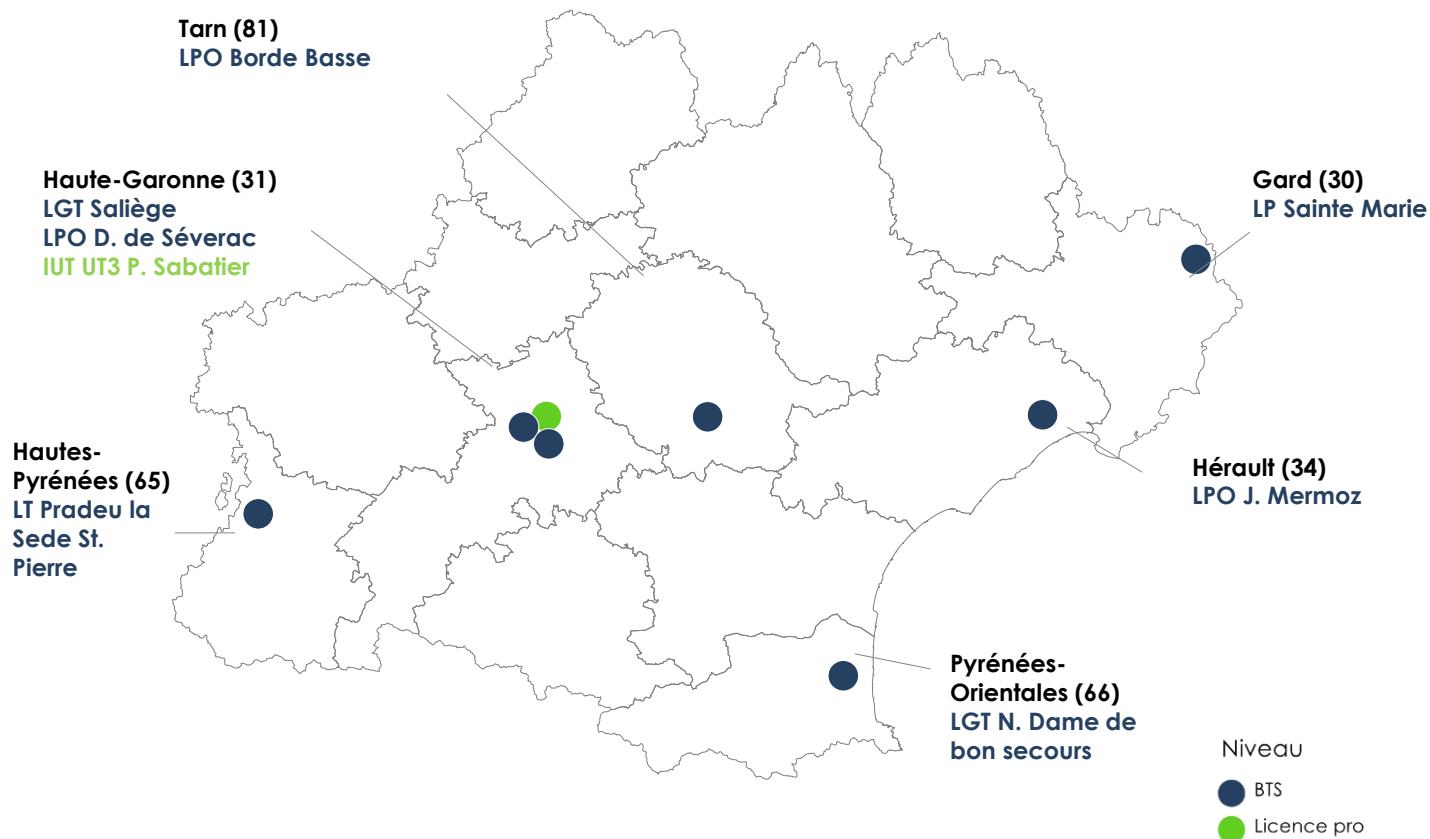 Tarn (81)
LPO Borde Basse
Haute-Garonne (31)
LGT Saliège
LPO D. de Séverac
IUT UT3 P. Sabatier
Gard (30)
LP Sainte Marie
Hautes-
Pyrénées (65)
LT Pradeu la
Sede St.
Pierre
Hérault (34)
LPO J. Mermoz
Pyrénées-
Orientales (66)
LGT N. Dame de
bon secours
Niveau
BTS
Licence pro